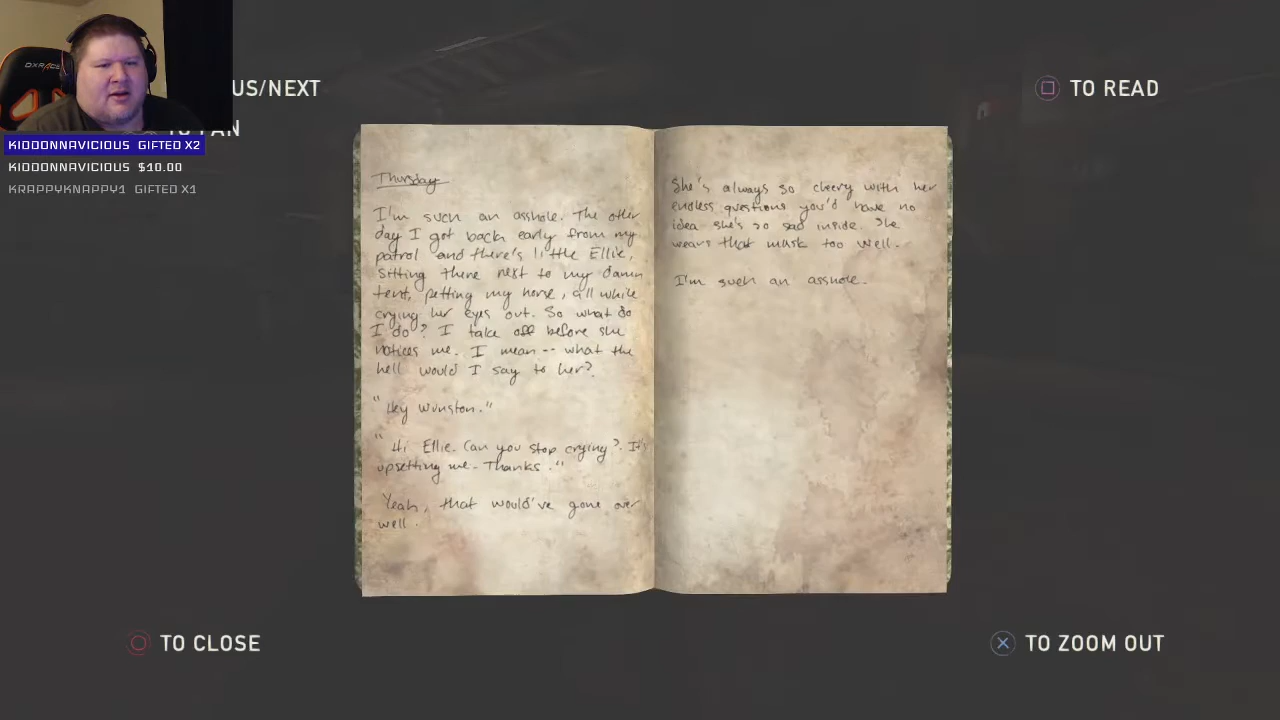 DXRACER
US/NEXT
TO PAN
TO READ
KIDDONNAVICIOUS GIFTED X2
KIDDONNAVICIOUS $10.00
KRAPPYKNAPPY1 GIFTED X1
Thursday
I'm such an asshole. The other
day I got back early from my
patrol and there's little Ellie,
sitting there next to my damn
tent, petting my horse, all while
crying her eyes out. So what do
I do? I take off before she
notices me. I mean -- what the
hell would I say to her?
"Hey Winston."
"Hi Ellie. Can you stop crying? It's
upsetting me. Thanks."
Yeah, that would've gone over
well.
She's always so cheery with her
endless questions you'd have no
idea she's so sad inside. She
wears that mask too well.
I'm such an asshole.
TO CLOSE
TO ZOOM OUT